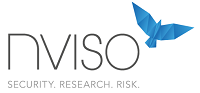 NVISO
SECURITY. RESEARCH. RISK.